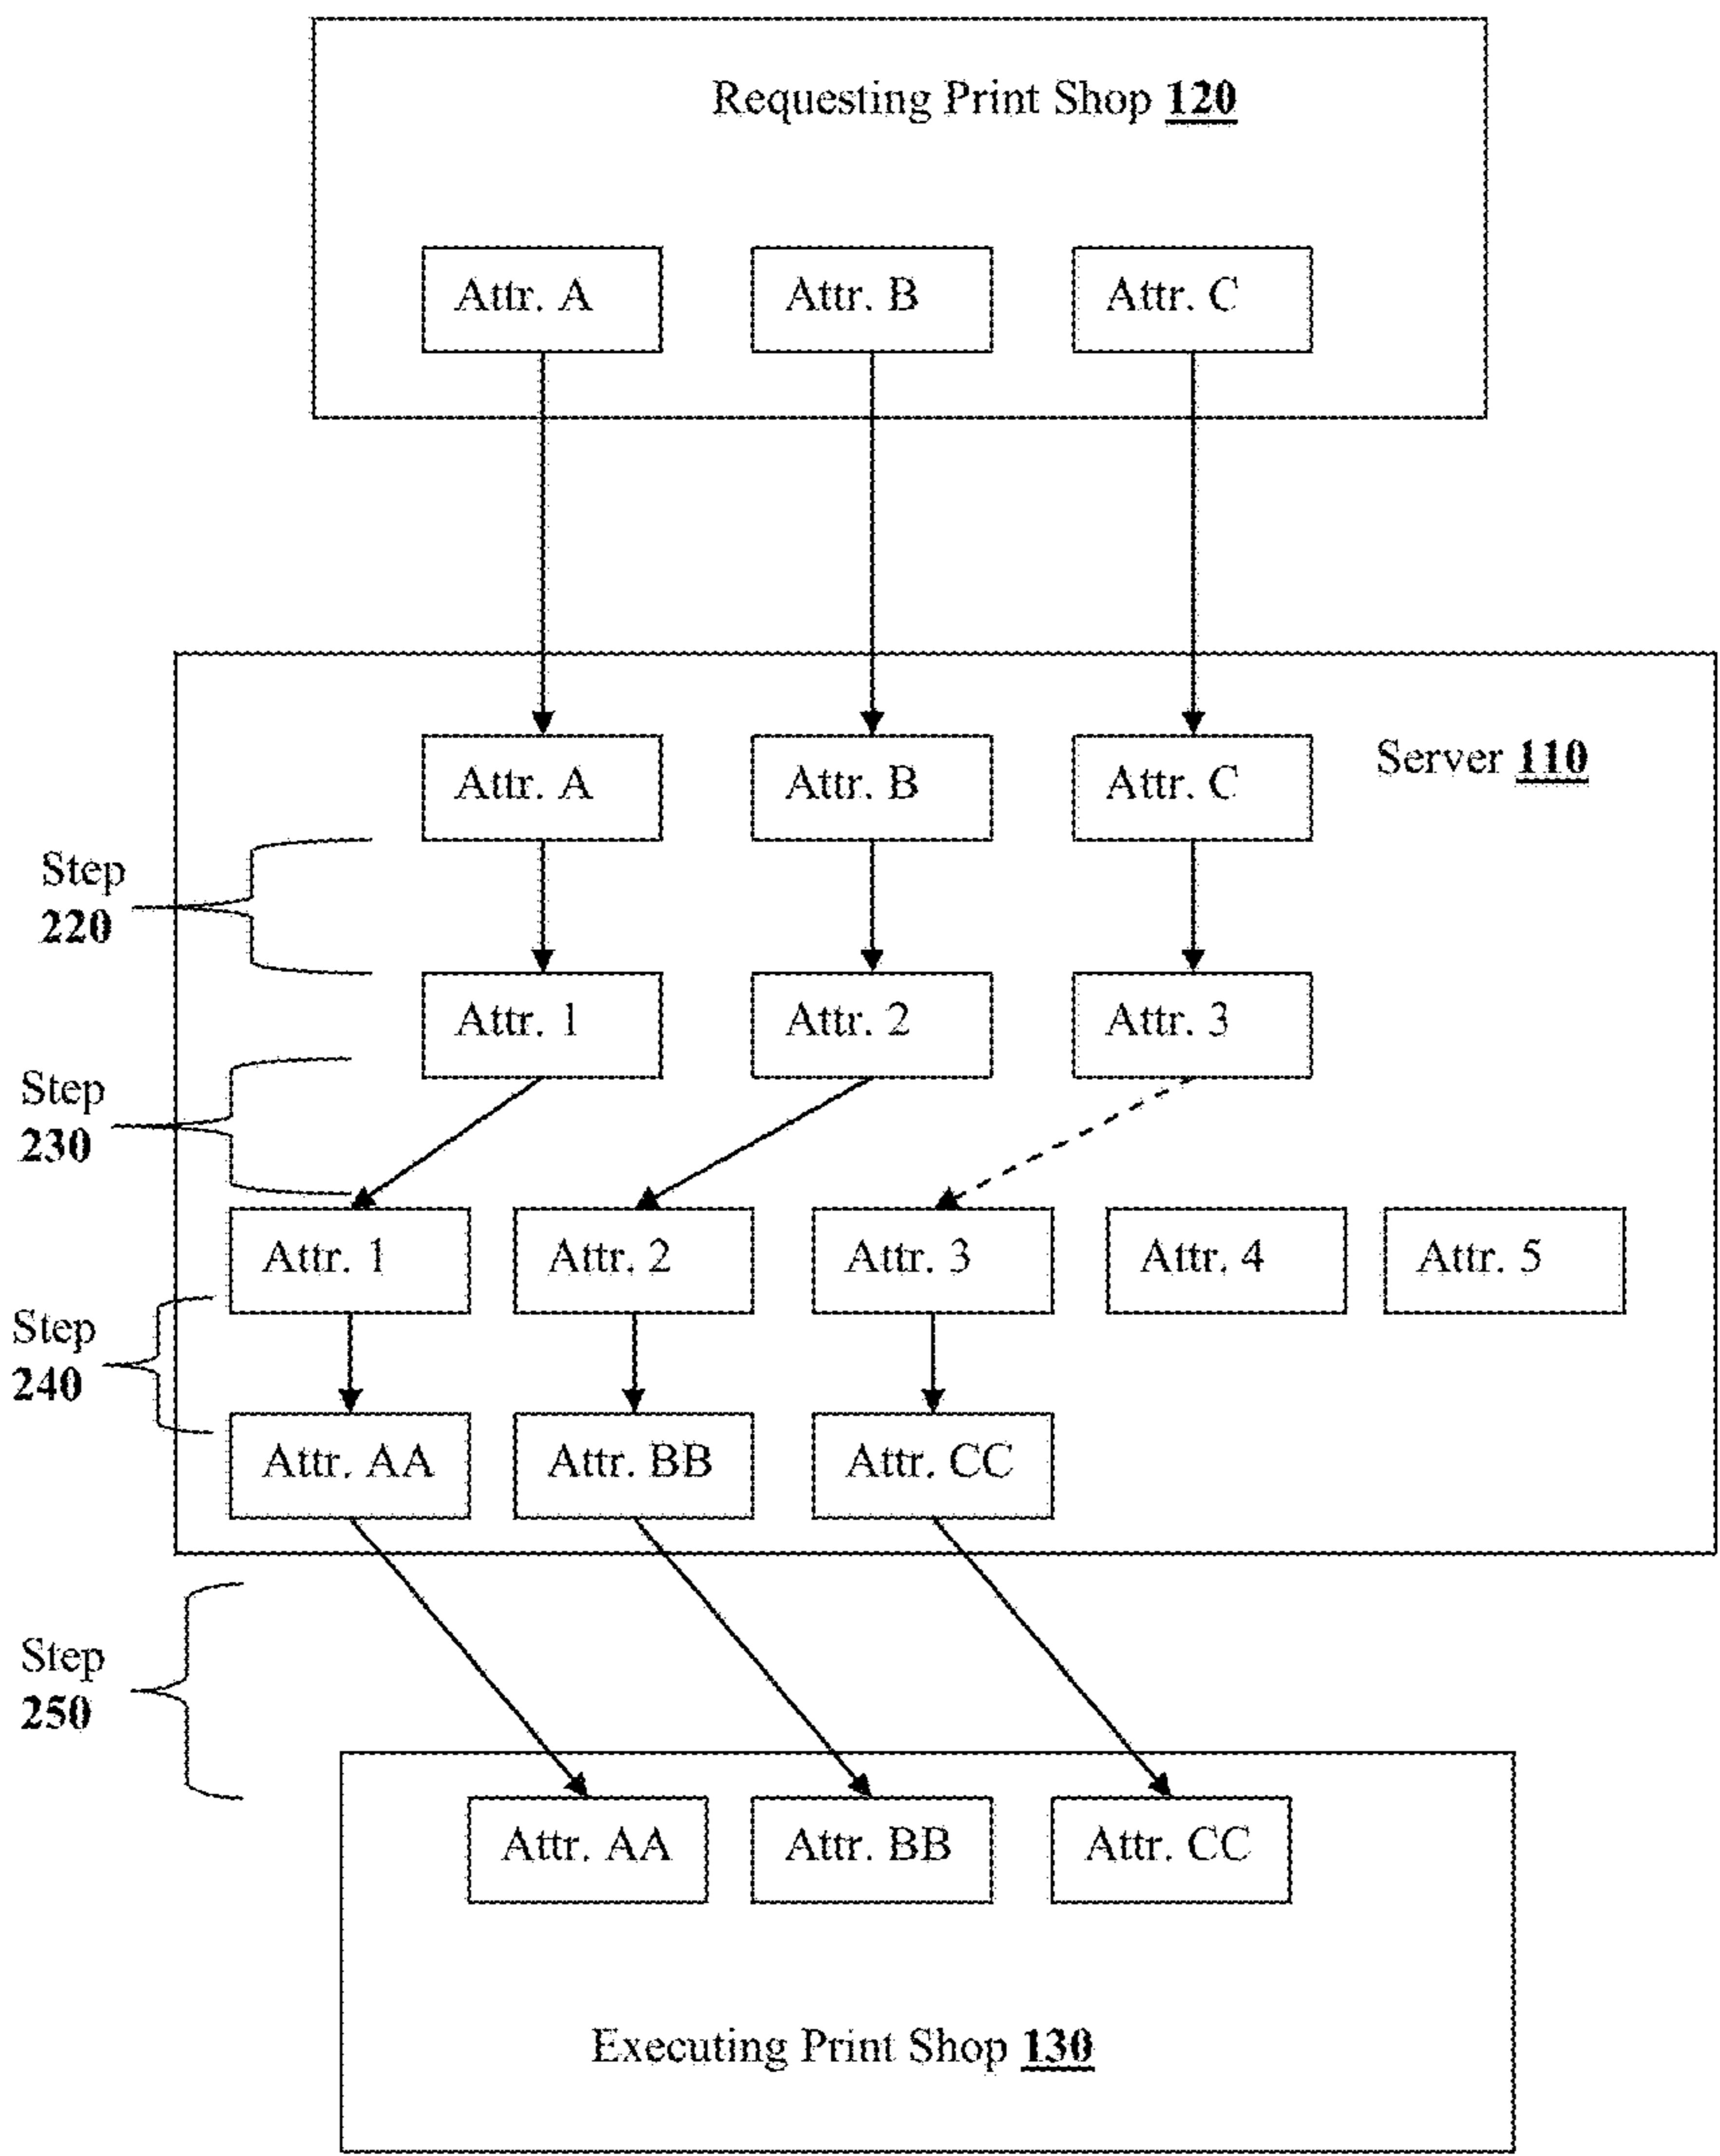 Requesting Print Shop 120
Attr. A
Attr. B
Attr. C
Server 110
Attr. A
Attr. B
Attr. C
Step
220
Attr. 1
Attr. 2
Attr. 3
Step
230
Attr. 1
Attr. 2
Attr. 3
Attr. 4
Attr. 5
Step
240
Attr. AA
Attr. BB
Attr. CC
Step
250
Attr. AA
Attr. BB
Attr. CC
Executing Print Shop 130